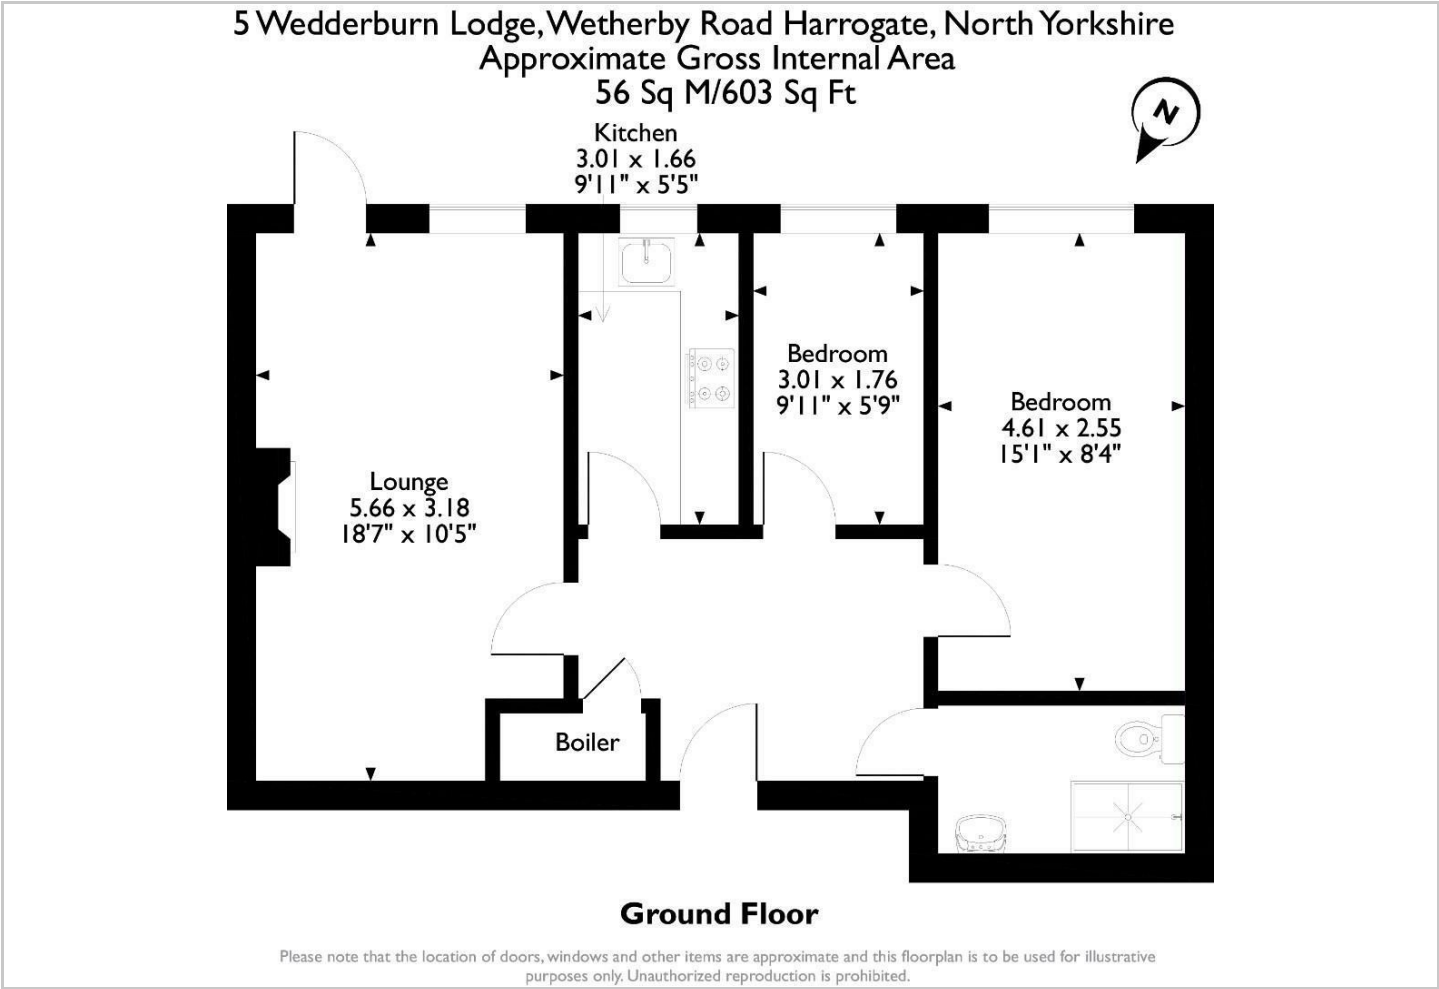 5 Wedderburn Lodge, Wetherby Road Harrogate, North Yorkshire
Approximate Gross Internal Area
56 Sq M/603 Sq Ft
N
Kitchen
3.01 x 1.66
9'11" x 5'5"
Bedroom
3.01 x 1.76
9'11" x 5'9"
Bedroom
4.61 x 2.55
15'1" x 8'4"
Lounge
5.66 x 3.18
18'7" x 10'5"
Boiler
Ground Floor
Please note that the location of doors, windows and other items are approximate and this floorplan is to be used for illustrative
purposes only. Unauthorized reproduction is prohibited.